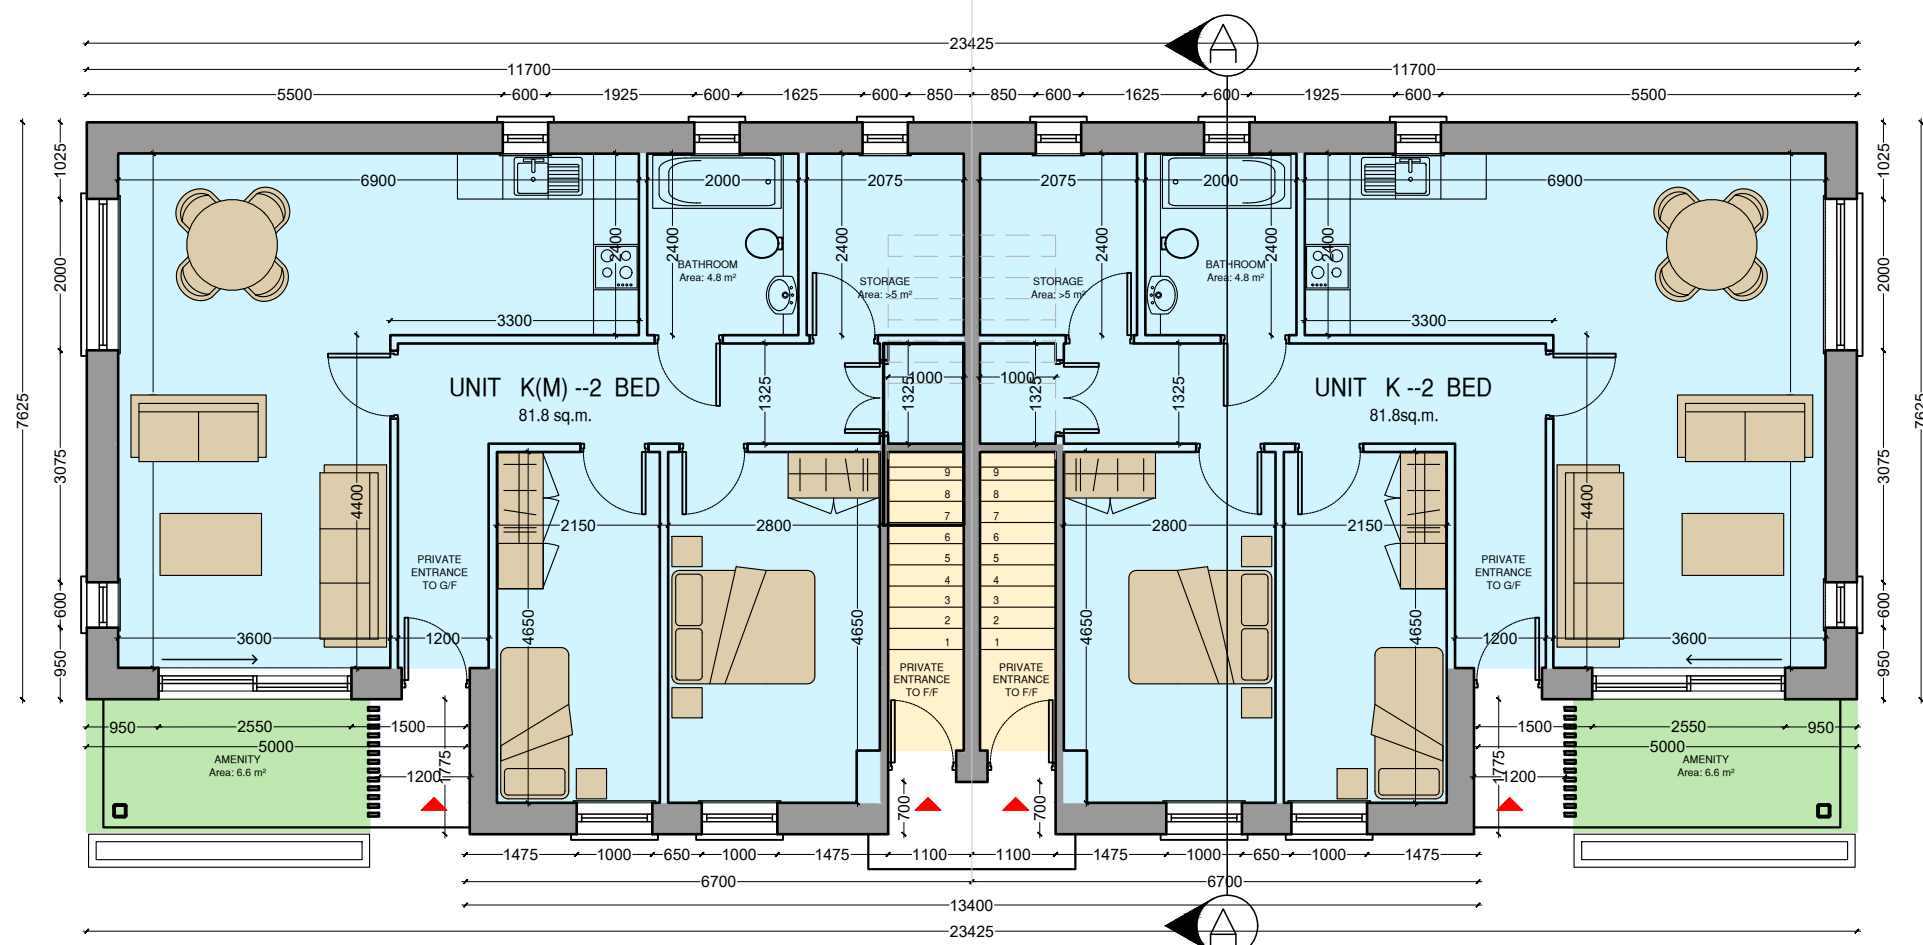 23425
11700 11700
5500 600 1925 600 1625 600 850 850 600 1625 600 1925 600 5500
6900 2000 2075 2075 2000 6900
7625 1025 2000 3075 600 950
1025 2000 3075 600 950 7625
2400 2400 2400 2400 2400 2400
BATHROOM
Area: 4.8 m²
STORAGE
Area: >5 m²
STORAGE
Area: >5 m²
BATHROOM
Area: 4.8 m²
3300 3300
UNIT K(M) --2 BED
81.8 sq.m.
1325 1325 1000 1000 1325 1325
UNIT K --2 BED
81.8sq.m.
4400 2150 2800 2800 2150 4400
9 9
8 8
7 7
6 6
5 5
4 4
3 3
2 2
1 1
PRIVATE
ENTRANCE
TO G/F
PRIVATE
ENTRANCE
TO G/F
4650 4650 4650 4650
3600 1200 1200 3600
PRIVATE
ENTRANCE
TO F/F
PRIVATE
ENTRANCE
TO F/F
950 2550 1500 1500 2550 950
5000 5000
AMENITY
Area: 6.6 m²
AMENITY
Area: 6.6 m²
1200 1775 700 700 1775 1200
1475 1000 650 1000 1475 1100 1100 1475 1000 650 1000 1475
6700 6700
13400
23425